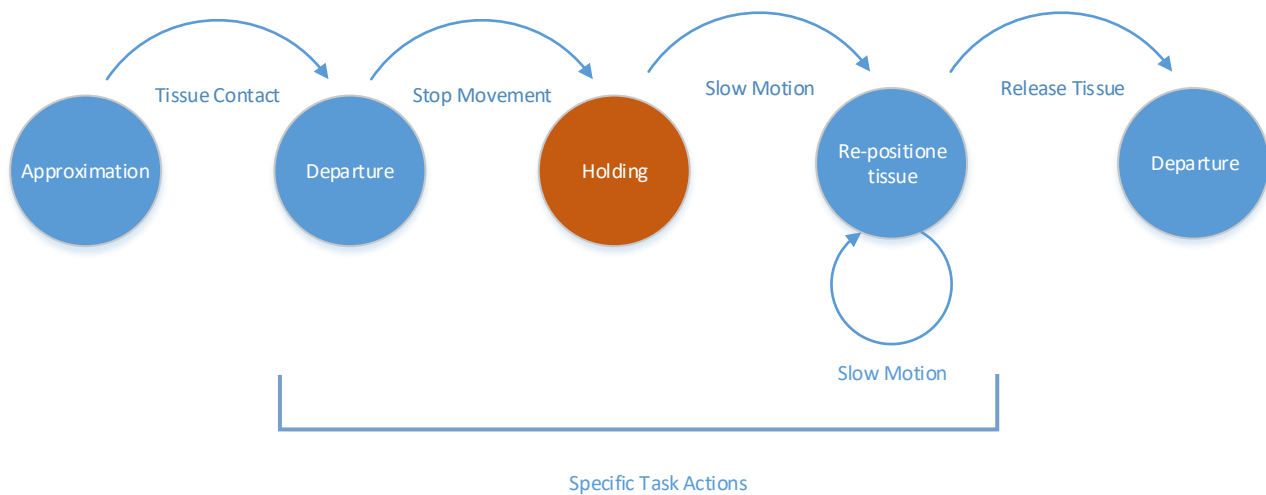 Tissue Contact
Stop Movement
Slow Motion
Release Tissue
Approximation
Departure
Holding
Re-positione
tissue
Departure
Slow Motion
Specific Task Actions